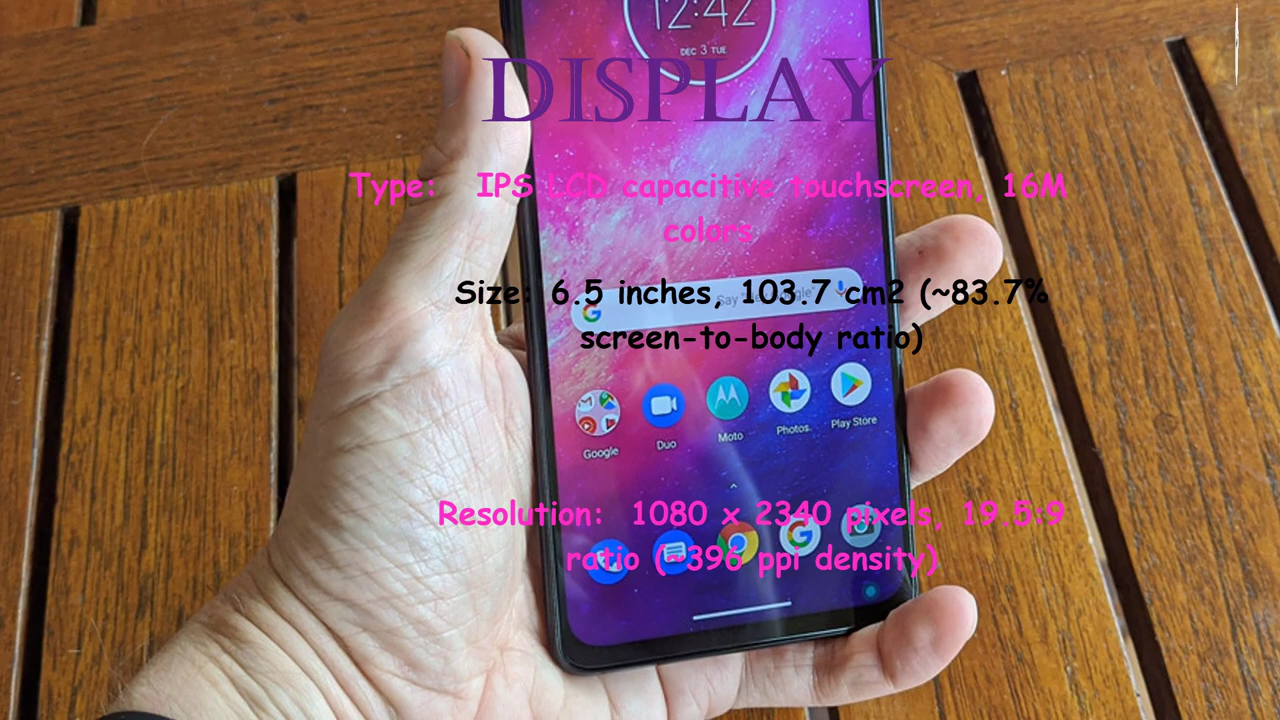 12:42
DEC 3 TUE
DISPLAY
Type: IPS LCD capacitive touchscreen, 16M
colors
Size: 6.5 inches, 103.7 cm2 (~83.7%
screen-to-body ratio)
Say
Google Duo Moto Photos Play Store
Resolution: 1080 x 2340 pixels, 19.5:9
ratio (~396 ppi density)